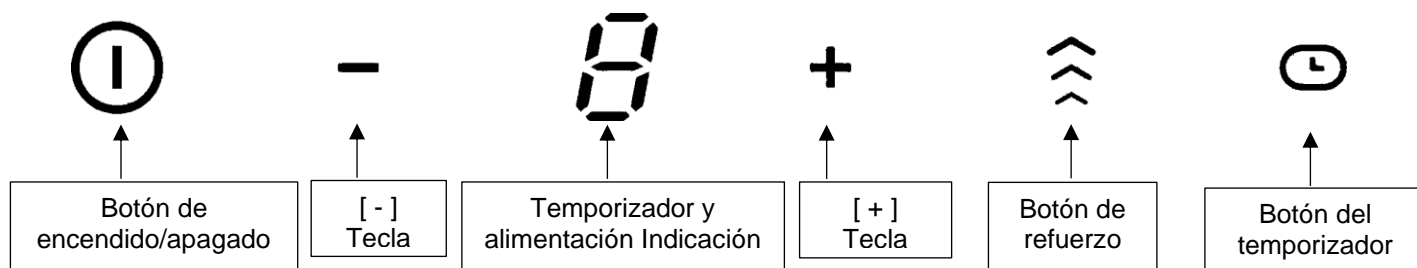 Botón de
encendido/apagado
[ - ]
Tecla
Temporizador y
alimentación Indicación
[ + ]
Tecla
Botón de
refuerzo
Botón del
temporizador